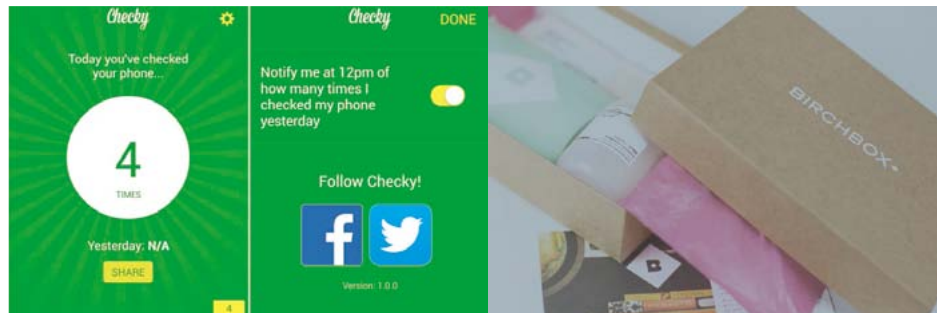 Checky
Today you've checked
your phone...
4
TIMES
Yesterday: N/A
SHARE
4
Checky
DONE
Notify me at 12pm of
how many times I
checked my phone
yesterday
Follow Checky!
f
Version: 1.0.0
BIRCHBOX+
B